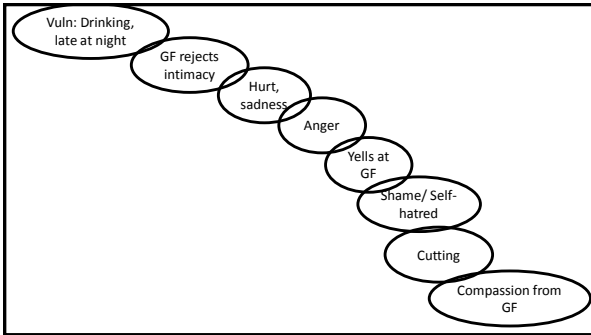 Vuln: Drinking,
late at night
GF rejects
intimacy
Hurt,
sadness
Anger
Yells at
GF
Shame/ Self-
hatred
Cutting
Compassion from
GF